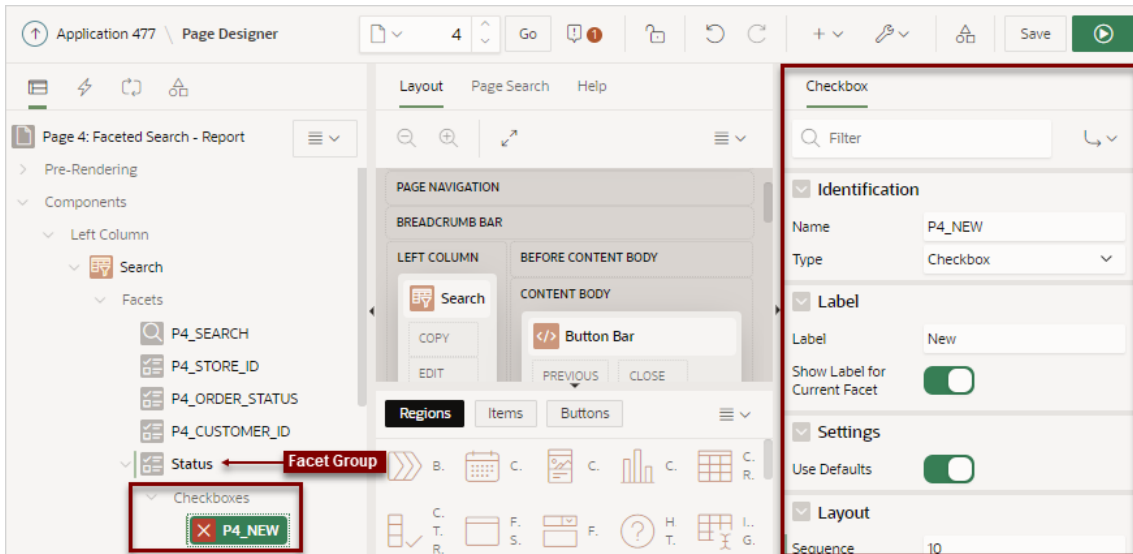 Application 477 \ Page Designer
4
Go
1
Save
Page 4: Faceted Search - Report
Pre-Rendering
Components
Left Column
Search
Facets
P4_SEARCH
P4_STORE_ID
P4_ORDER_STATUS
P4_CUSTOMER_ID
Status
Facet Group
Checkboxes
P4_NEW
Layout
Page Search
Help
PAGE NAVIGATION
BREADCRUMB BAR
LEFT COLUMN
BEFORE CONTENT BODY
Search
CONTENT BODY
COPY
Button Bar
EDIT
PREVIOUS
CLOSE
Regions
Items
Buttons
B.
C.
C.
C.
C.
R.
C.
T.
R.
F.
S.
F.
H.
T.
I..
G.
Checkbox
Filter
Identification
Name
P4_NEW
Type
Checkbox
Label
Label
New
Show Label for
Current Facet
Settings
Use Defaults
Layout
Sequence
10